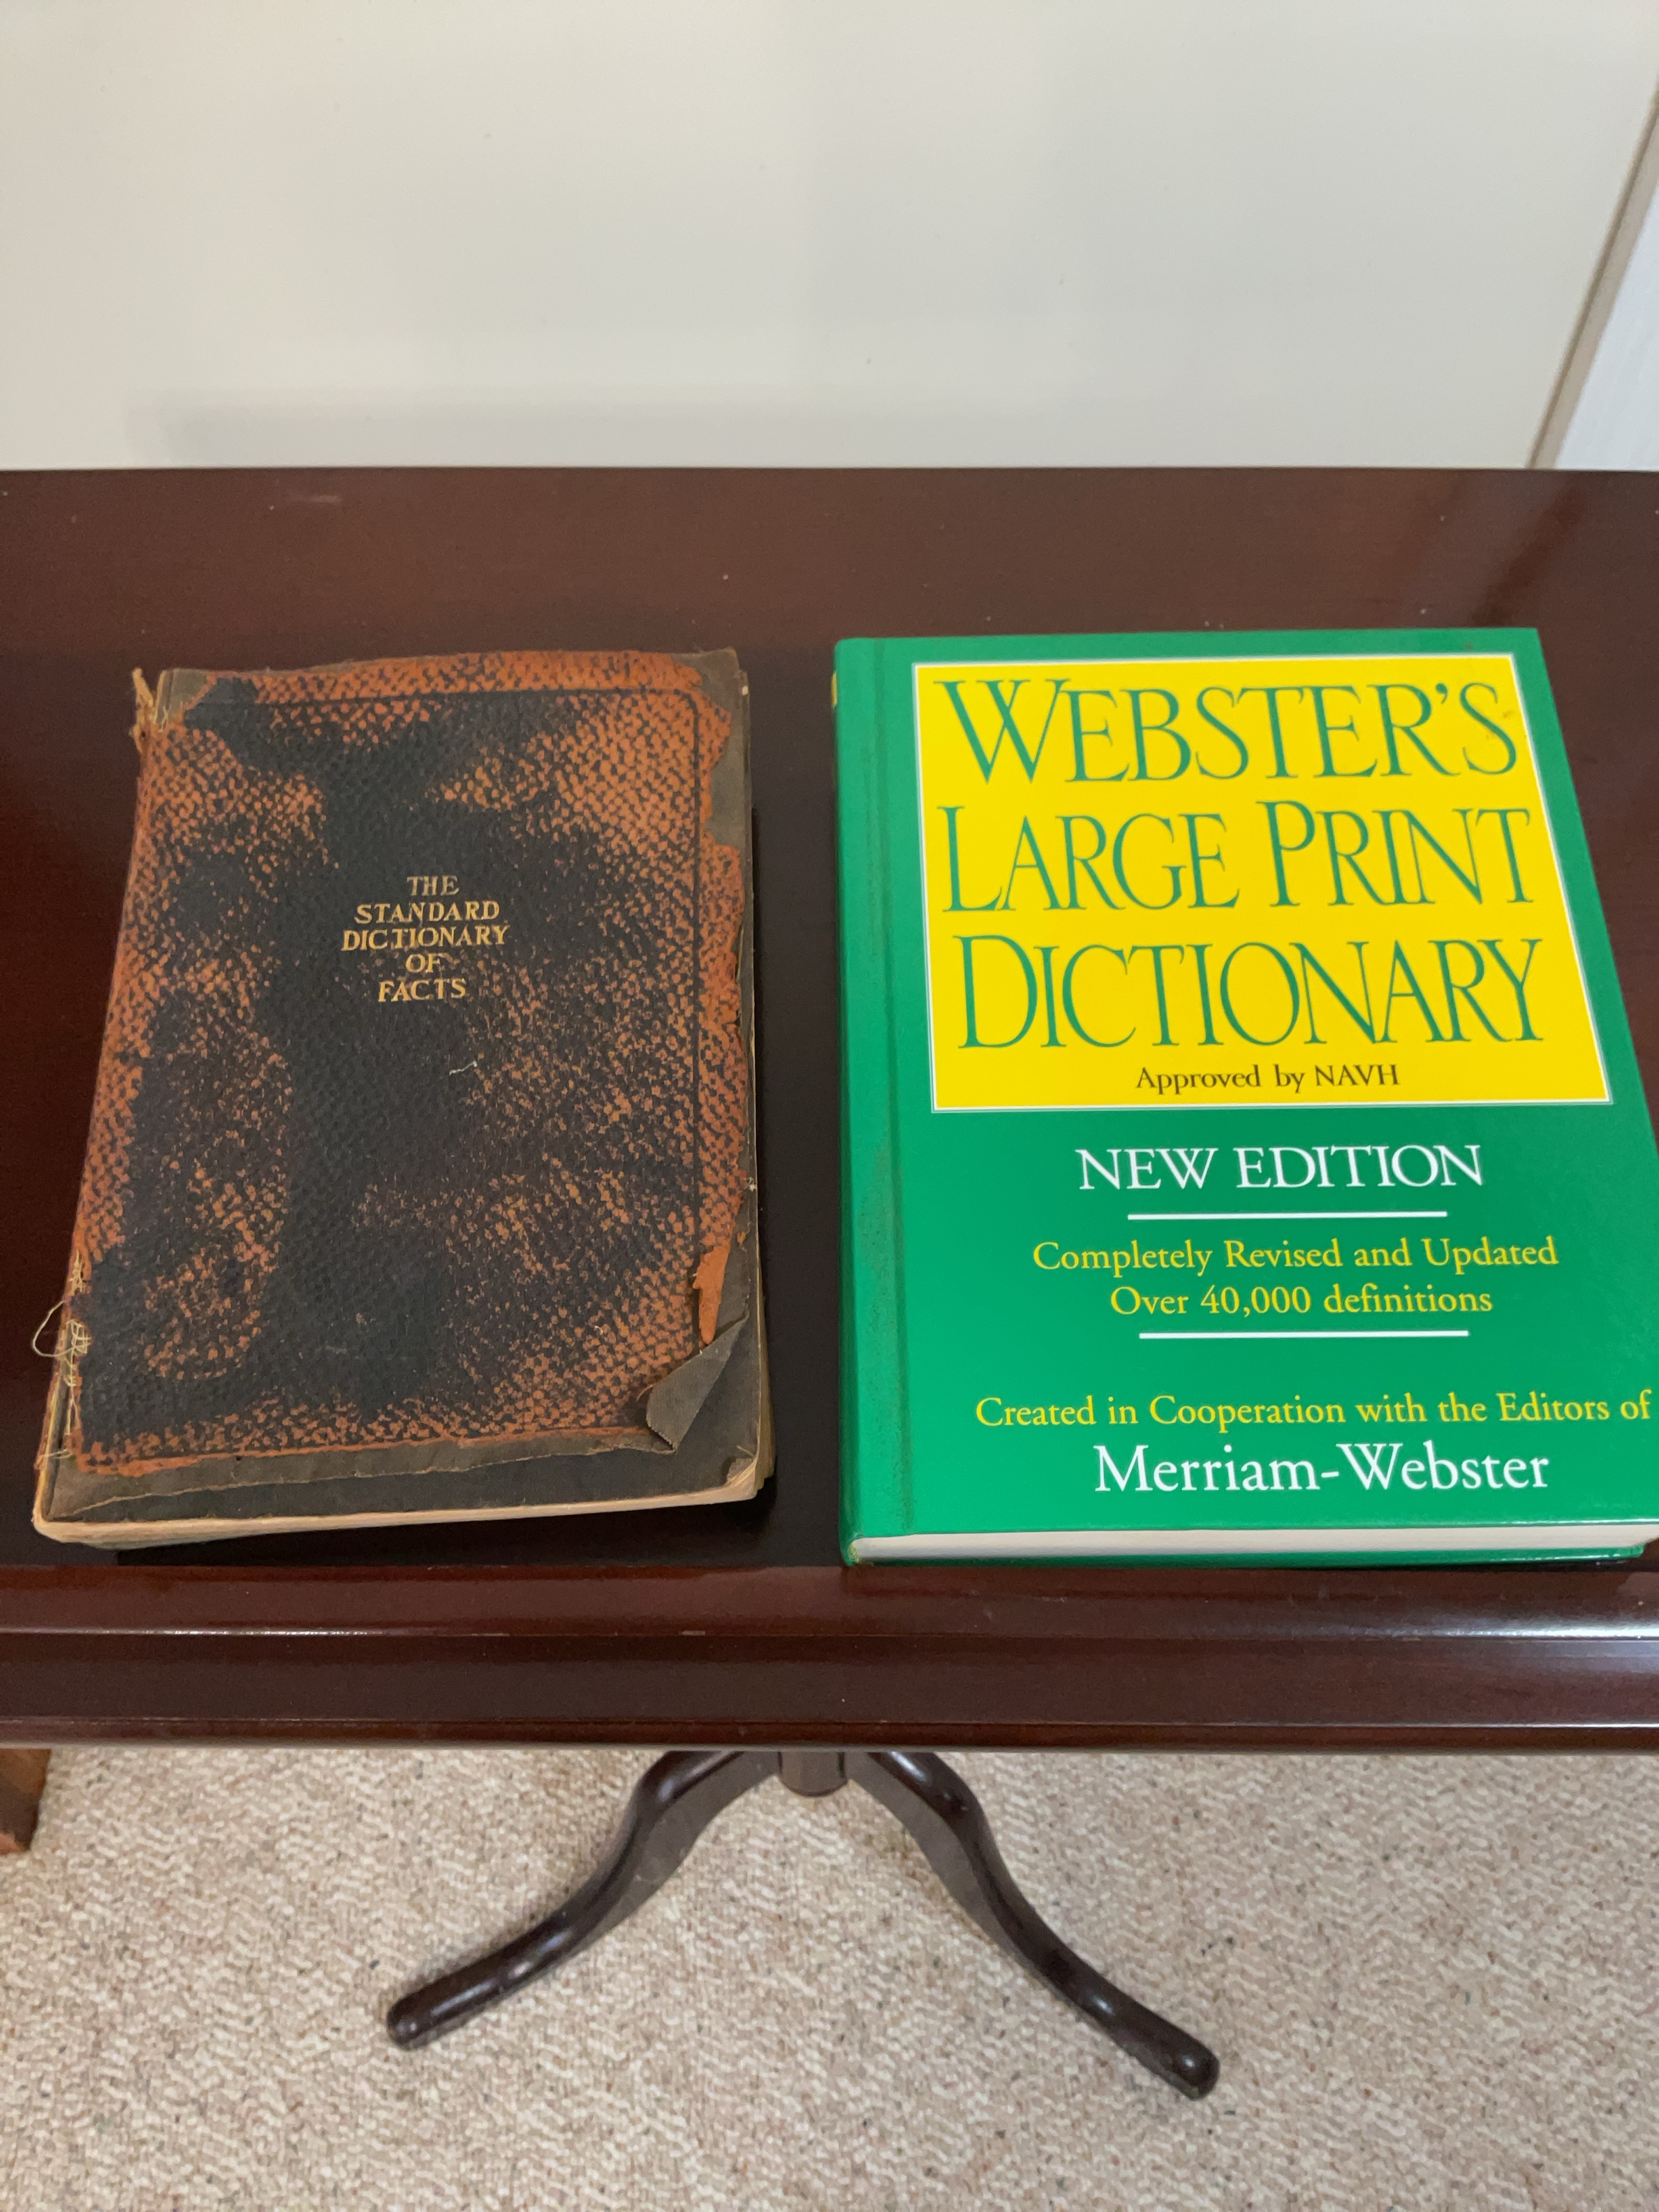 THE
STANDARD
DICTIONARY
OF
FACTS
WEBSTER'S
LARGE PRINT
DICTIONARY
Approved by NAVH
NEW EDITION
Completely Revised and Updated
Over 40,000 definitions
Created in Cooperation with the Editors of
Merriam-Webster